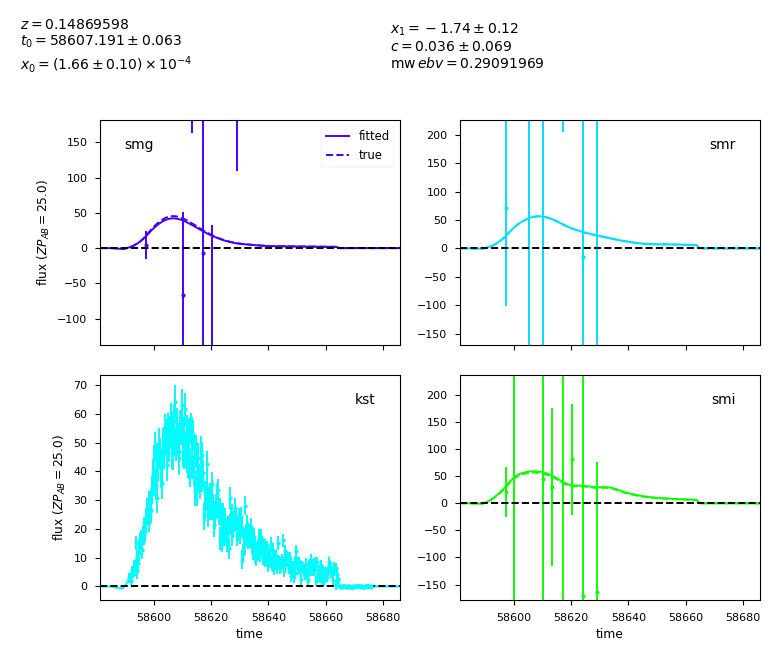 z = 0.14869598
t₀ = 58607.191 ± 0.063
x₀ = (1.66 ± 0.10) × 10⁻⁴
x₁ = −1.74 ± 0.12
c = 0.036 ± 0.069
mw ebv = 0.29091969
smg
fitted
true
150
100
50
0
−50
−100
flux (ZP_AB = 25.0)
smr
200
150
100
50
0
−50
−100
−150
kst
70
60
50
40
30
20
10
0
flux (ZP_AB = 25.0)
58600
58620
58640
58660
58680
time
smi
200
150
100
50
0
−50
−100
−150
58600
58620
58640
58660
58680
time